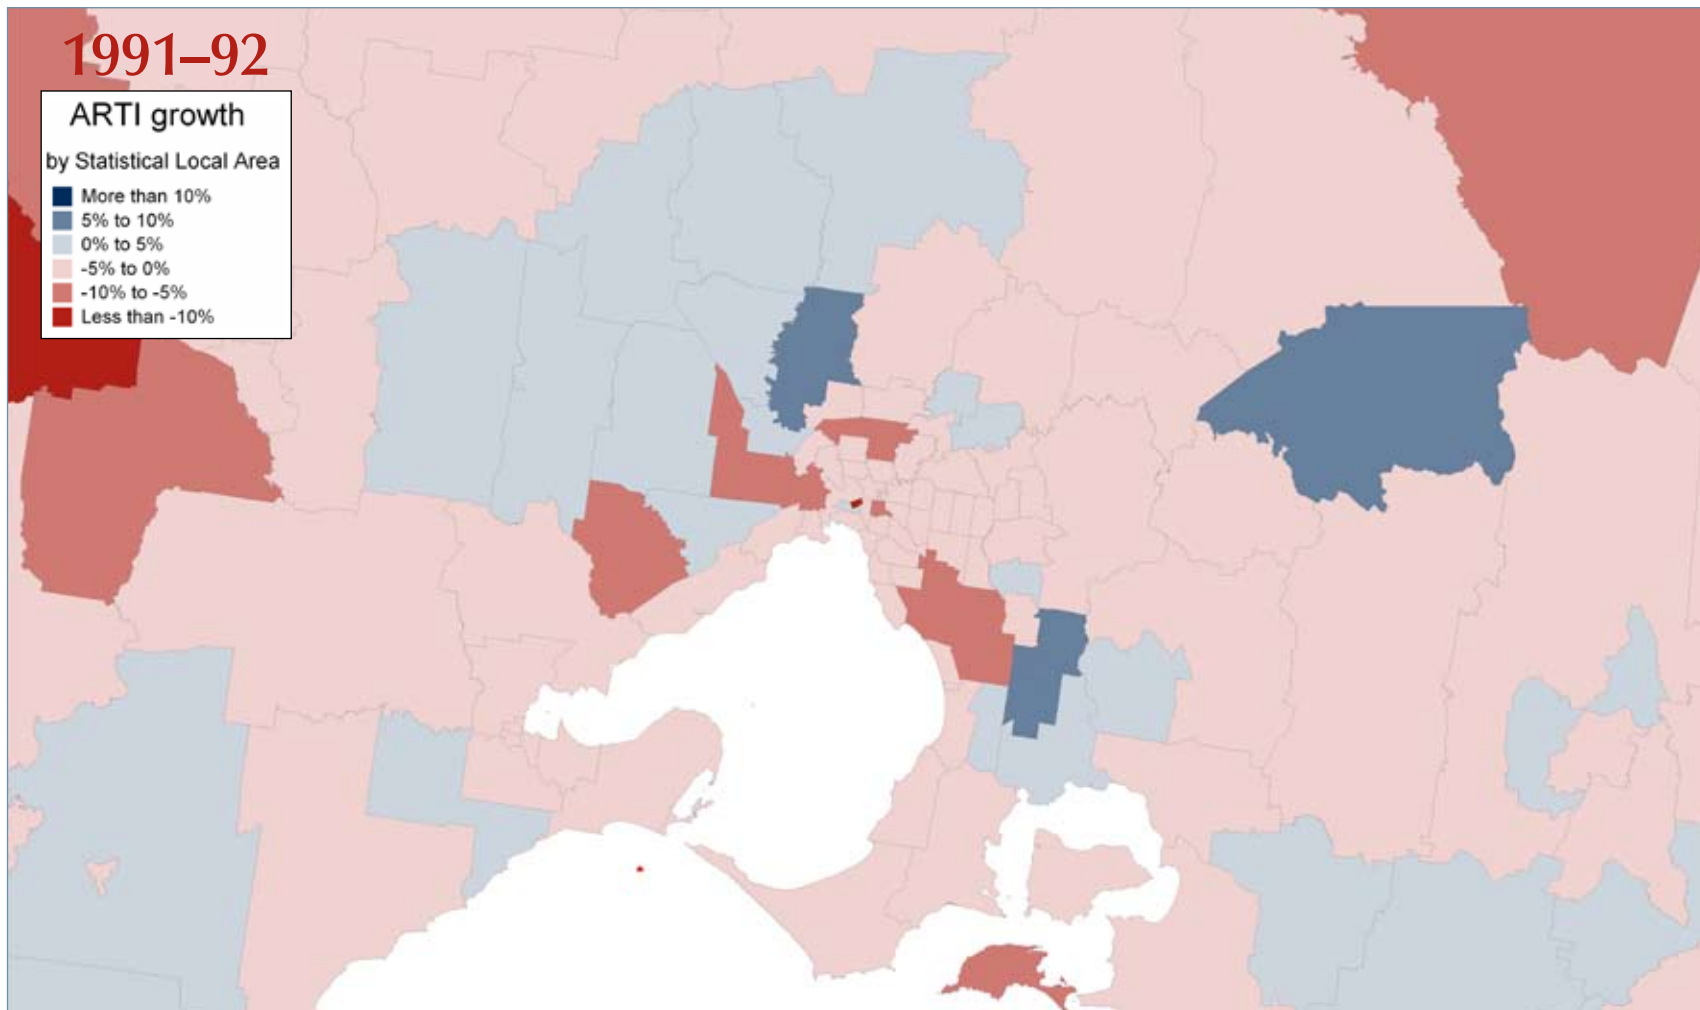 1991–92
ARTI growth
by Statistical Local Area
More than 10%
5% to 10%
0% to 5%
-5% to 0%
-10% to -5%
Less than -10%